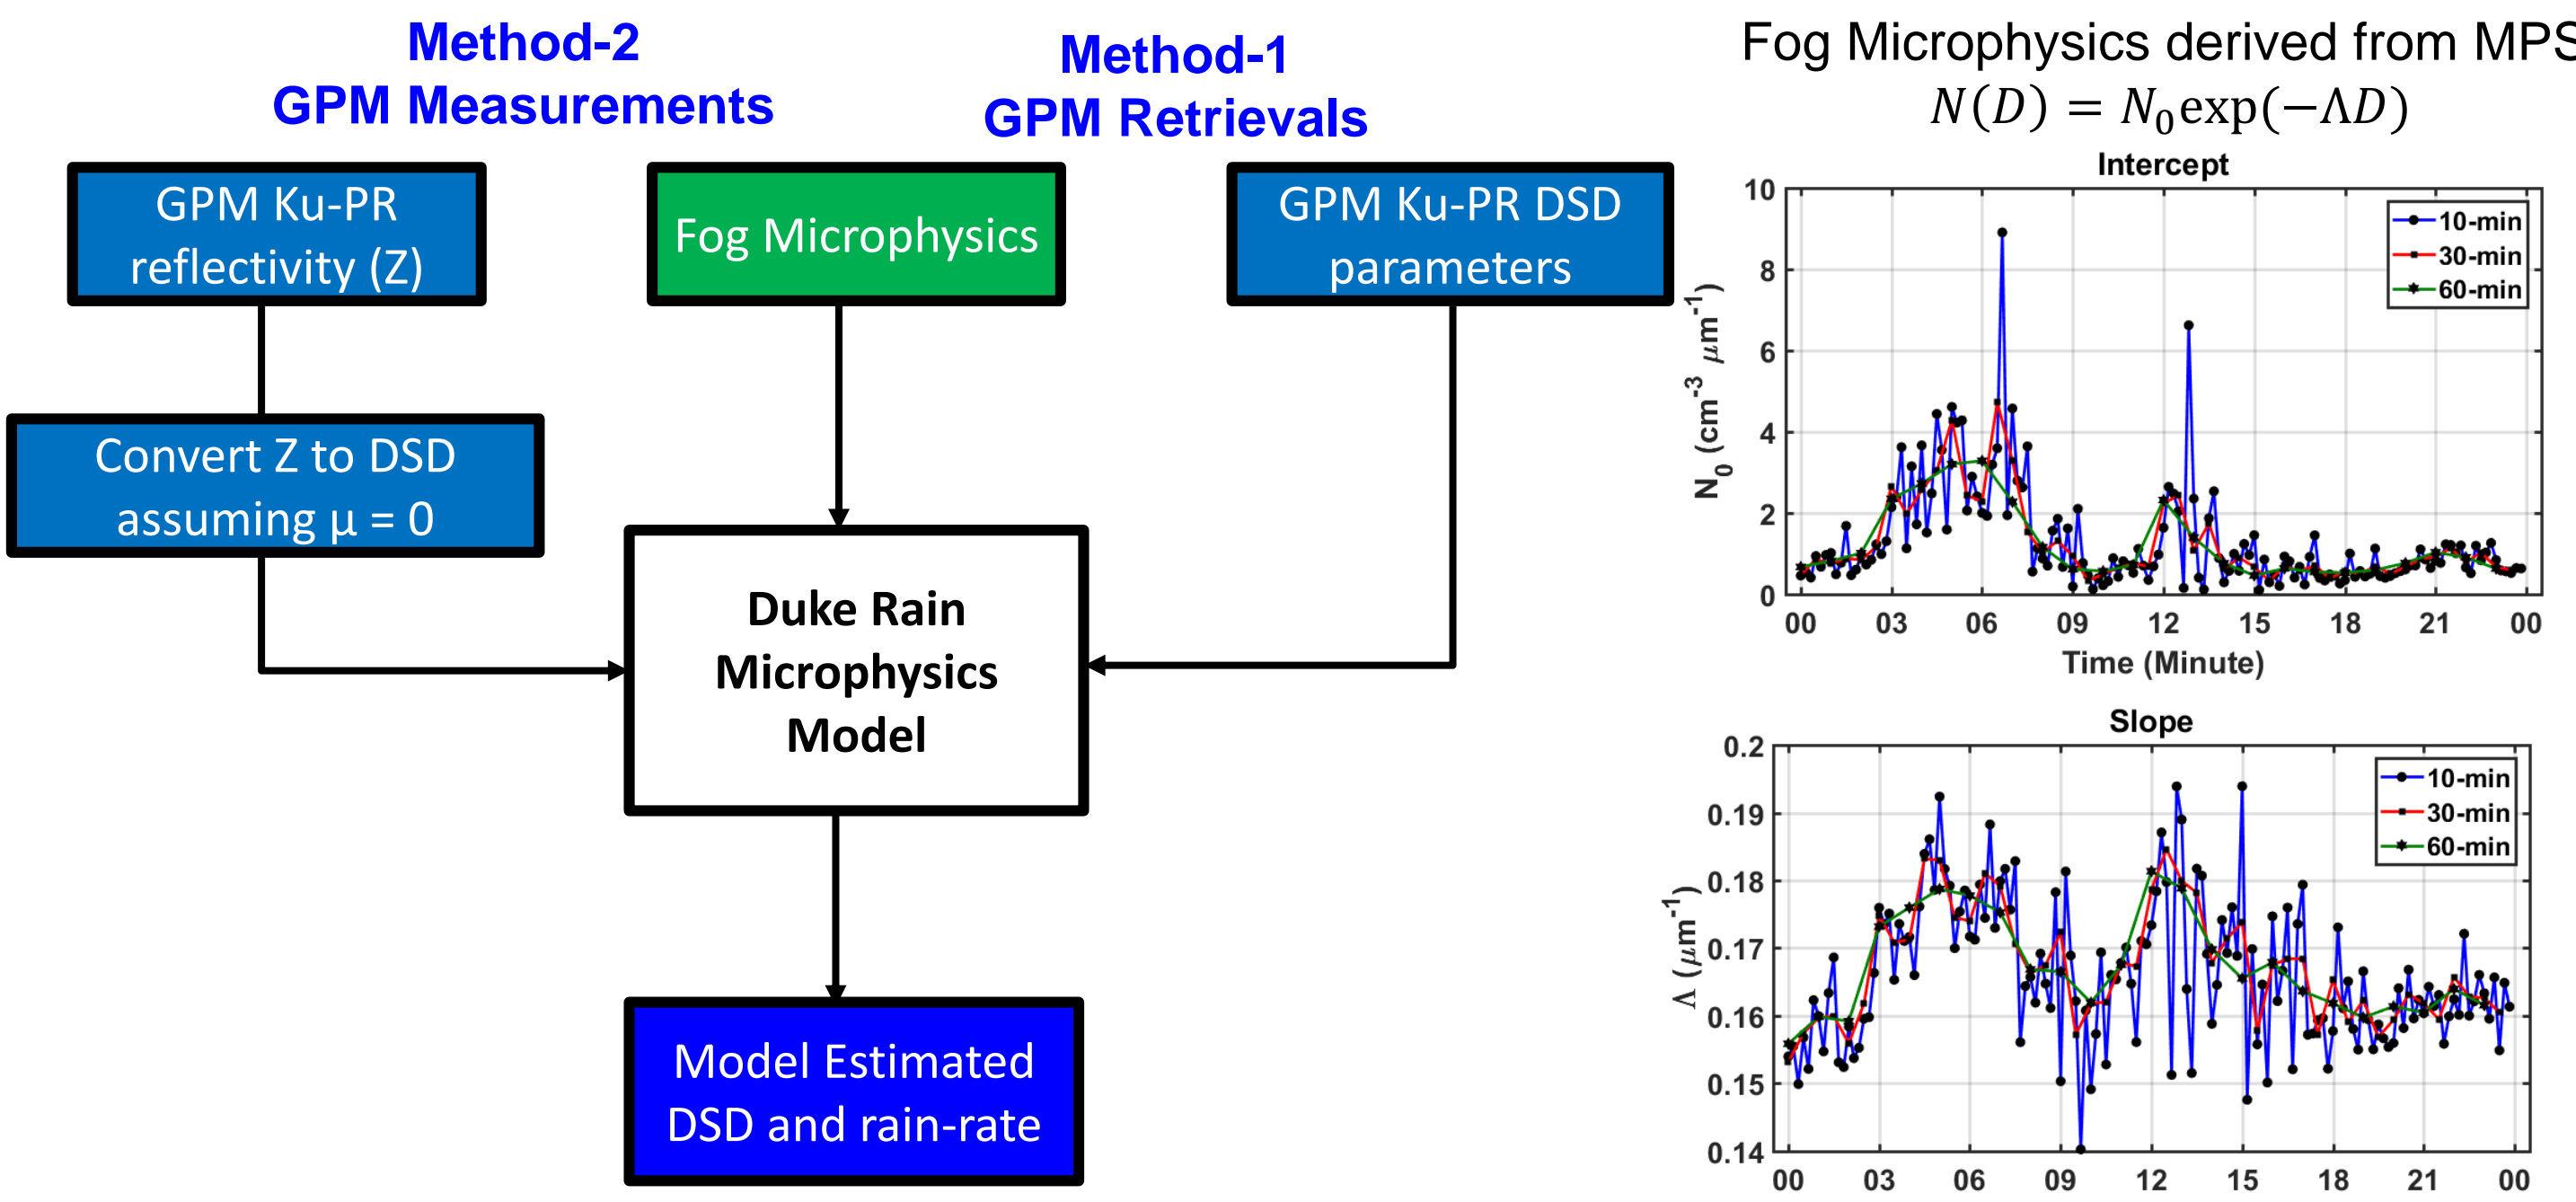 Method-2
GPM Measurements
Method-1
GPM Retrievals
GPM Ku-PR
reflectivity (Z)
Fog Microphysics
GPM Ku-PR DSD
parameters
Convert Z to DSD
assuming μ = 0
Duke Rain
Microphysics
Model
Model Estimated
DSD and rain-rate
Fog Microphysics derived from MPS
N(D) = N₀exp(−ΛD)
Intercept
10-min
30-min
60-min
N₀ (cm⁻³ μm⁻¹)
10
8
6
4
2
0
00 03 06 09 12 15 18 21 00
Time (Minute)
Slope
10-min
30-min
60-min
Λ (μm⁻¹)
0.2
0.19
0.18
0.17
0.16
0.15
0.14
00 03 06 09 12 15 18 21 00